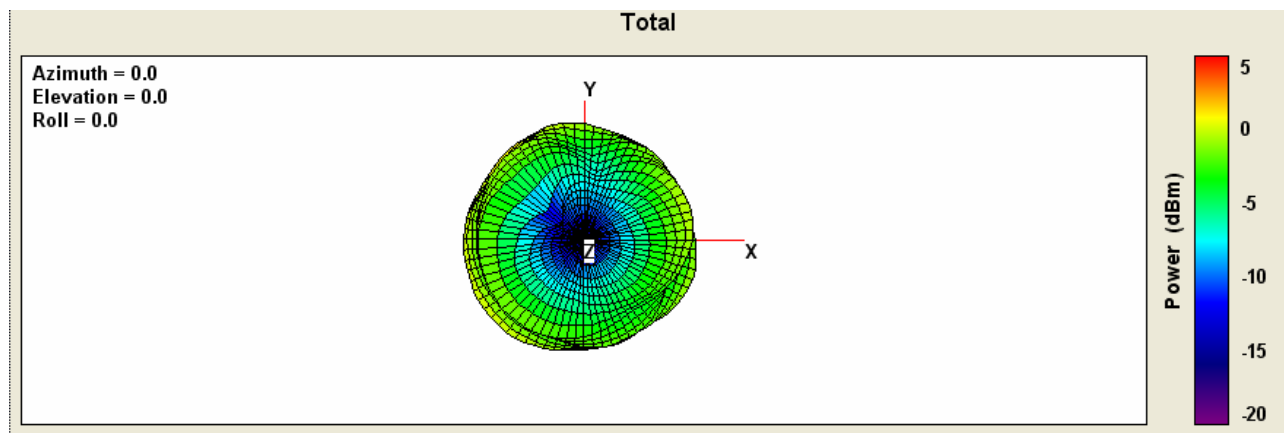 Total
Azimuth = 0.0
Elevation = 0.0
Roll = 0.0
Y
X
Z
Power (dBm)
5
0
-5
-10
-15
-20